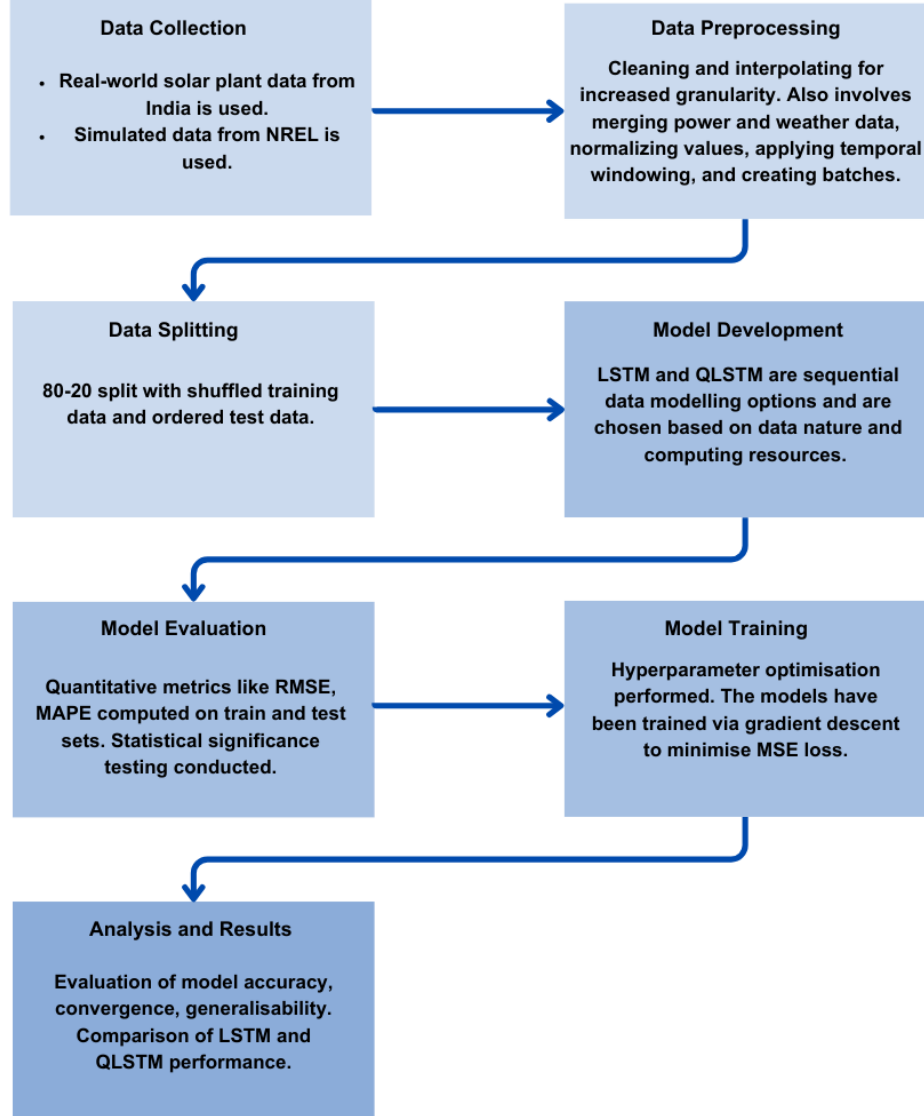 Data Collection
• Real-world solar plant data from
India is used.
• Simulated data from NREL is
used.
Data Preprocessing
Cleaning and interpolating for
increased granularity. Also involves
merging power and weather data,
normalizing values, applying temporal
windowing, and creating batches.
Data Splitting
80-20 split with shuffled training
data and ordered test data.
Model Development
LSTM and QLSTM are sequential
data modelling options and are
chosen based on data nature and
computing resources.
Model Evaluation
Quantitative metrics like RMSE,
MAPE computed on train and test
sets. Statistical significance
testing conducted.
Model Training
Hyperparameter optimisation
performed. The models have
been trained via gradient descent
to minimise MSE loss.
Analysis and Results
Evaluation of model accuracy,
convergence, generalisability.
Comparison of LSTM and
QLSTM performance.